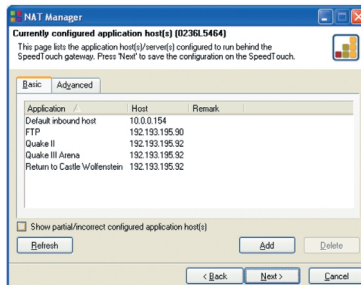 NAT Manager
Currently configured application host(s) (0236L5464)
This page lists the application host(s)/server(s) configured to run behind the
SpeedTouch gateway. Press 'Next' to save the configuration on the SpeedTouch.
Basic Advanced
Application Host Remark
Default inbound host 10.0.0.154
FTP 192.193.195.90
Quake II 192.193.195.92
Quake III Arena 192.193.195.92
Return to Castle Wolfenstein 192.193.195.92
Show partial/incorrect configured application host(s)
Refresh Add Delete
< Back Next > Cancel